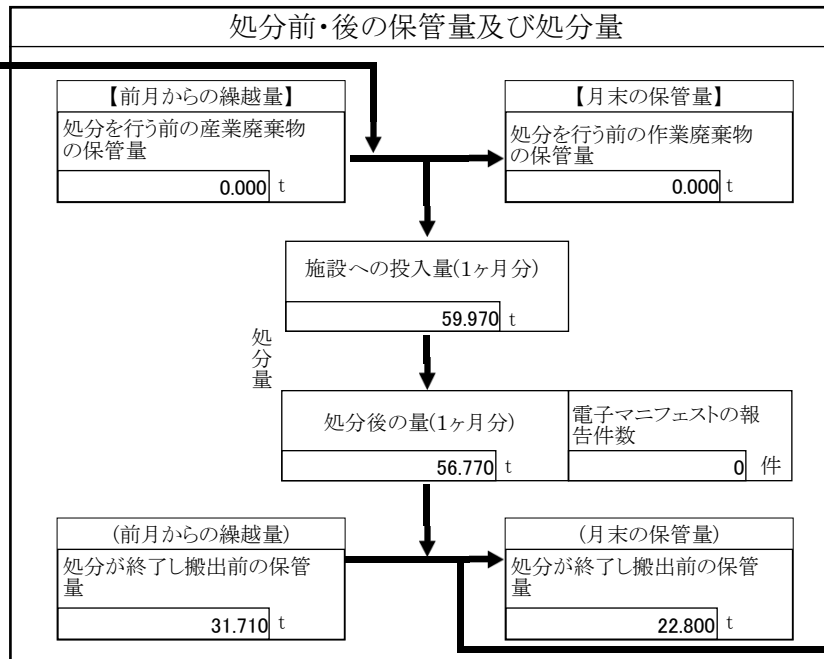 処分前・後の保管量及び処分量
【前月からの繰越量】
処分を行う前の産業廃棄物
の保管量
0.000 t
【月末の保管量】
処分を行う前の作業廃棄物
の保管量
0.000 t
施設への投入量(1ヶ月分)
59.970 t
処分量
処分後の量(1ヶ月分)
56.770 t
電子マニフェストの報
告件数
0 件
(前月からの繰越量)
処分が終了し搬出前の保管
量
31.710 t
(月末の保管量)
処分が終了し搬出前の保管
量
22.800 t